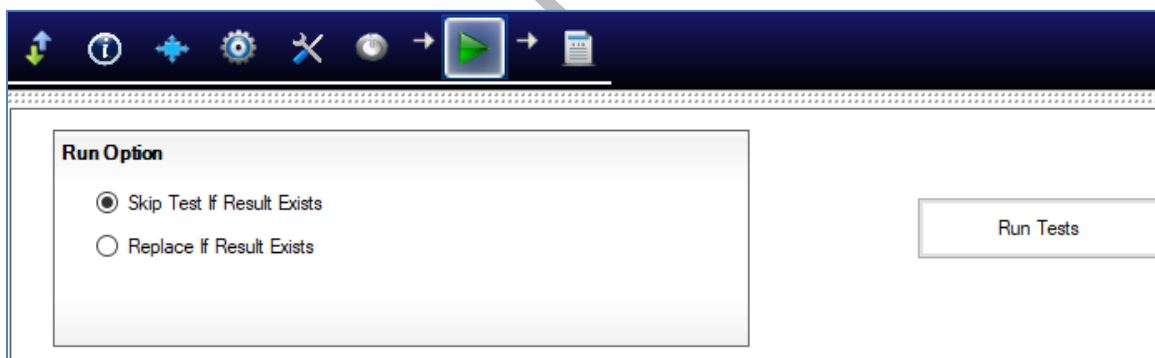 Run Option
Skip Test If Result Exists
Replace If Result Exists
Run Tests